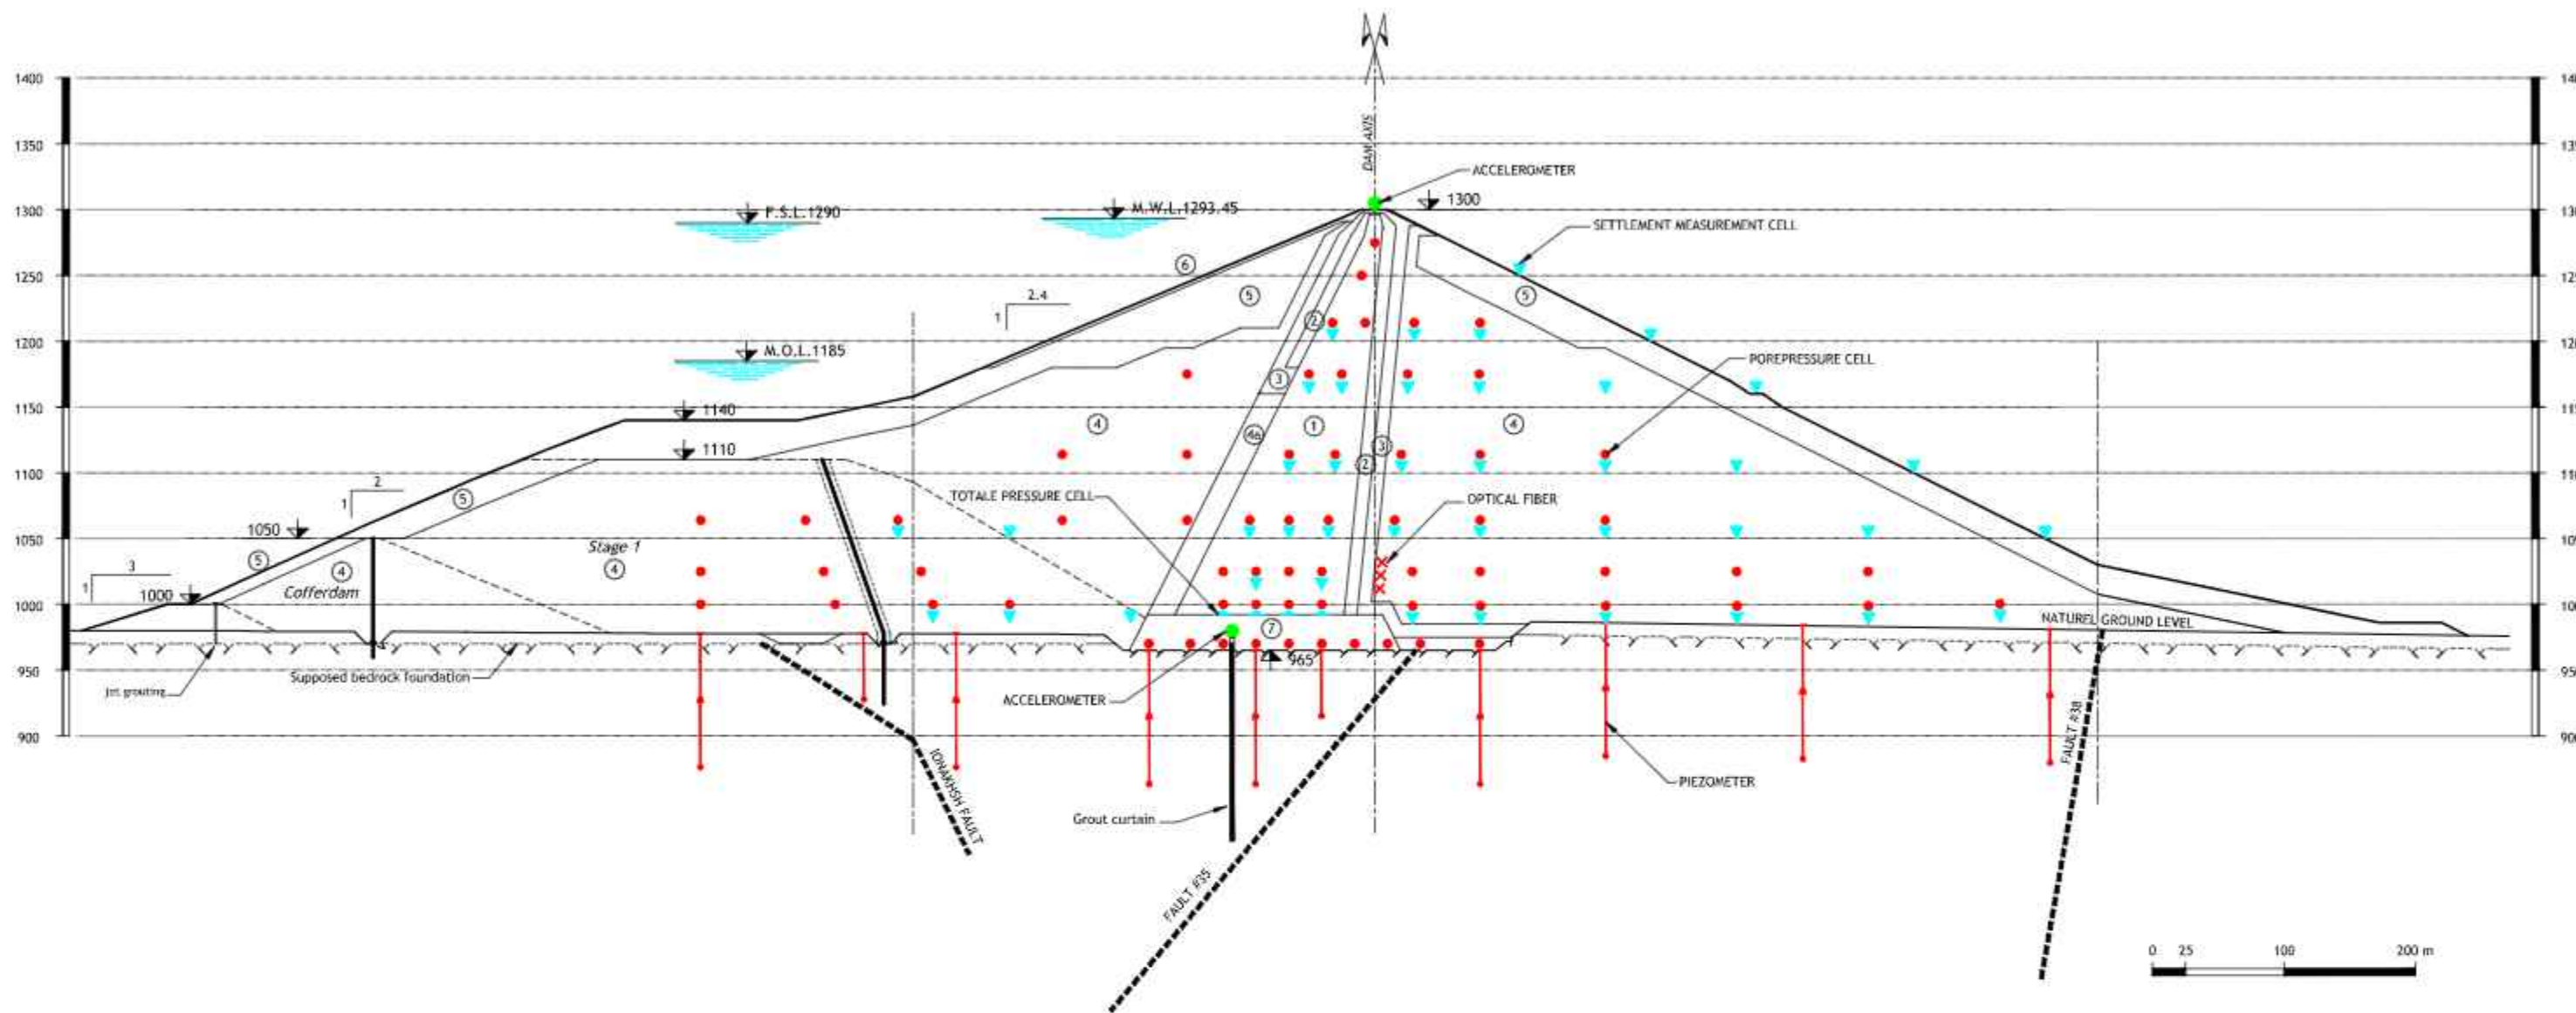 1400
1350
1300
1250
1200
1150
1100
1050
1000
950
900
DAM AXIS
ACCELEROMETER
1300
F.S.L.1290
M.W.L.1293.45
SETTLEMENT MEASUREMENT CELL
6
5
5
2.4
1
2
M.O.L.1185
POREPRESSURE CELL
3
1140
4
4a
1
4
3
2
1110
2
1
5
TOTALE PRESSURE CELL
OPTICAL FIBER
1050
5
4
Cofferdam
Stage 1
4
3
1
1000
NATUREL GROUND LEVEL
7
965
jet grouting
Supposed bedrock foundation
ACCELEROMETER
IONAKHSH FAULT
Grout curtain
PIEZOMETER
FAULT #35
FAULT #38
0 25 100 200 m